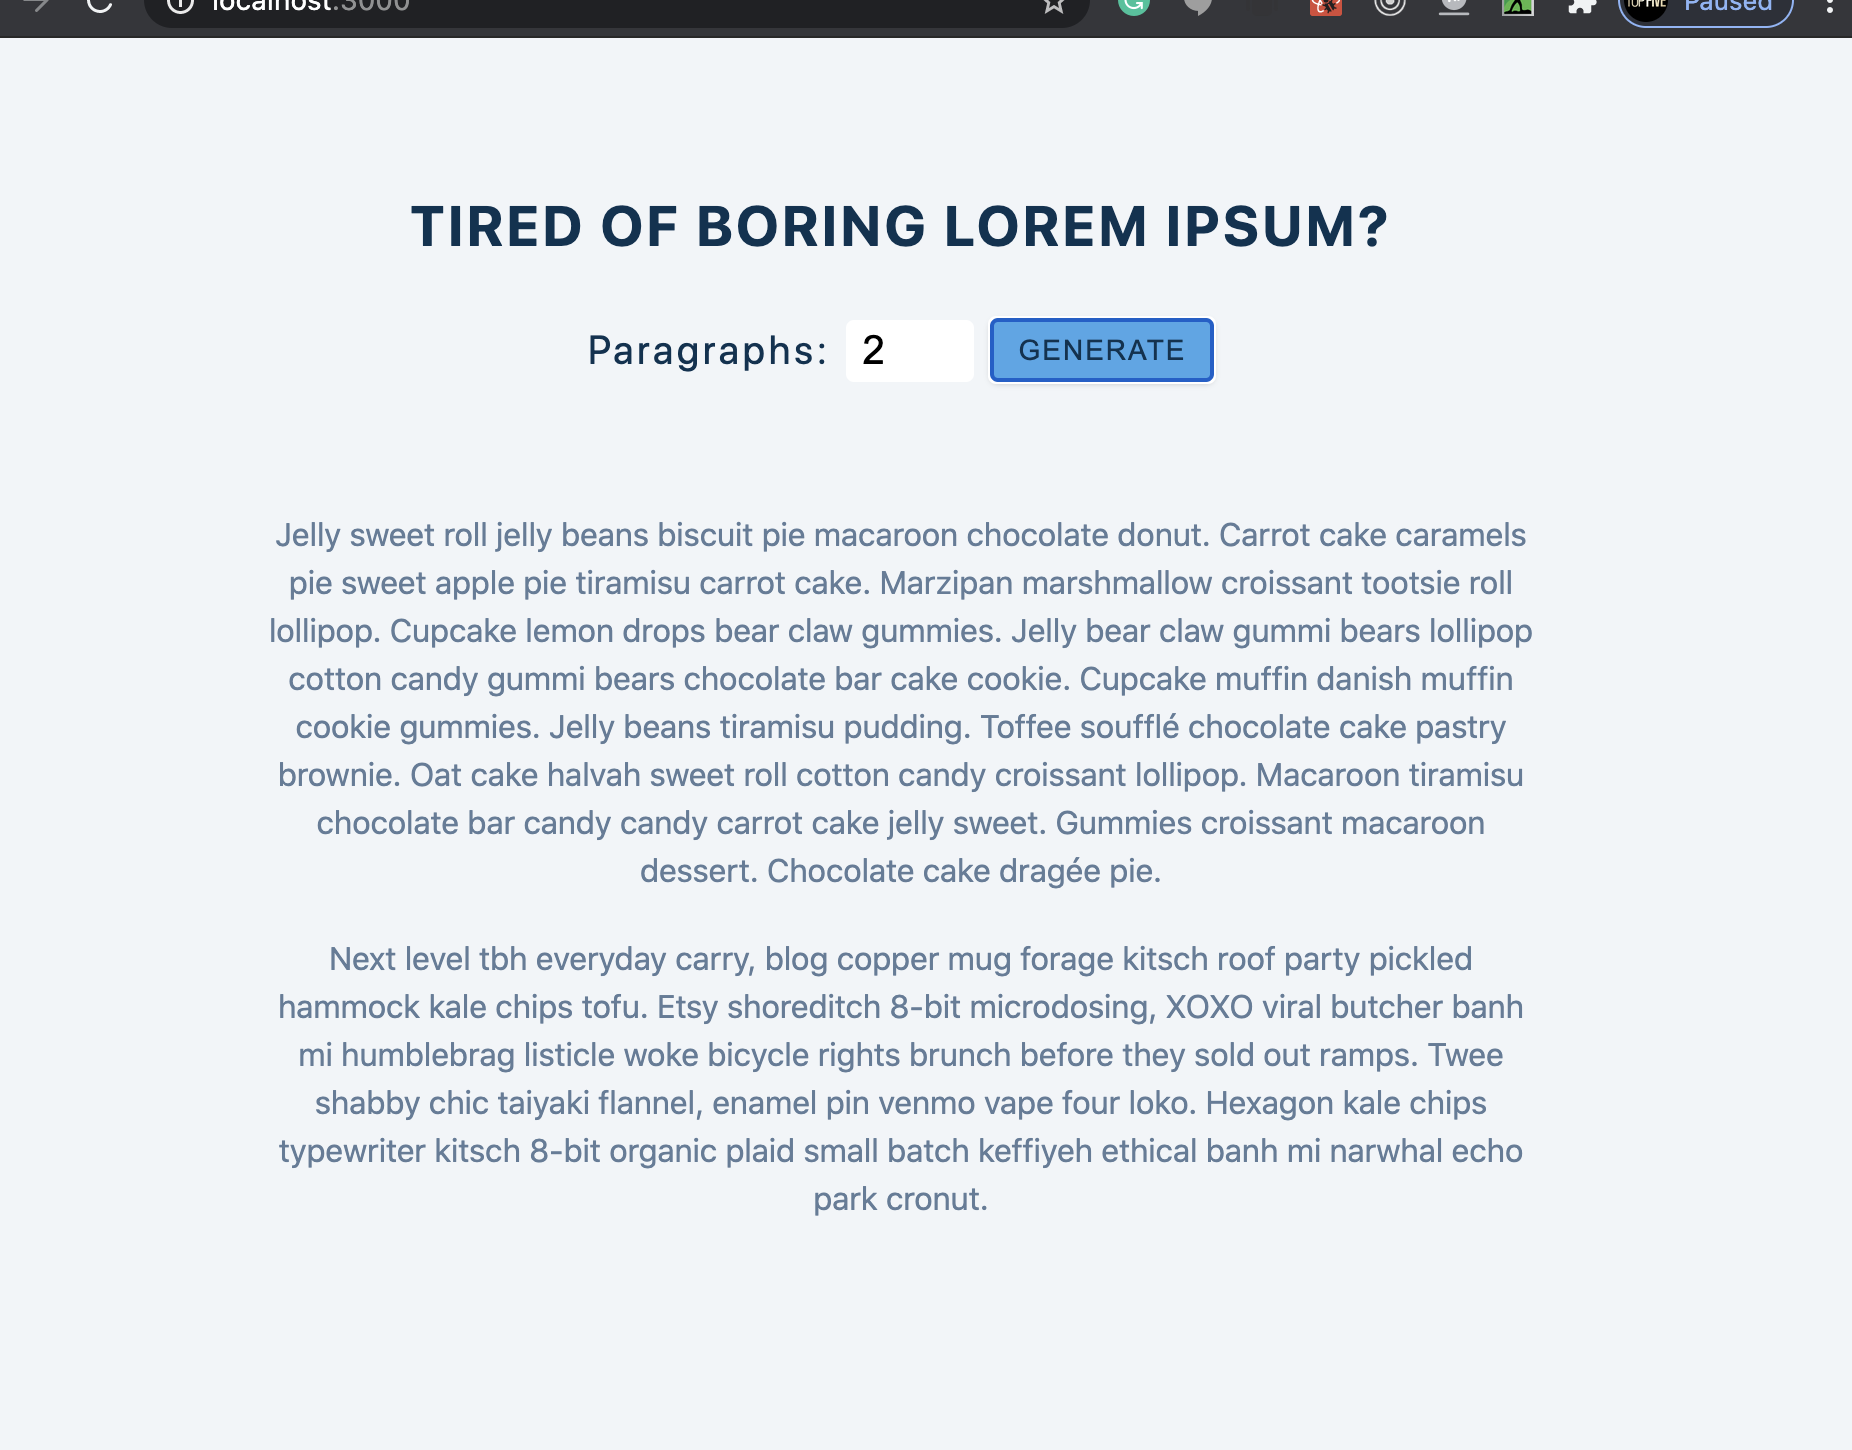 localhost:3000
TOP FIVE
Paused
TIRED OF BORING LOREM IPSUM?
Paragraphs: 2 GENERATE
Jelly sweet roll jelly beans biscuit pie macaroon chocolate donut. Carrot cake caramels
pie sweet apple pie tiramisu carrot cake. Marzipan marshmallow croissant tootsie roll
lollipop. Cupcake lemon drops bear claw gummies. Jelly bear claw gummi bears lollipop
cotton candy gummi bears chocolate bar cake cookie. Cupcake muffin danish muffin
cookie gummies. Jelly beans tiramisu pudding. Toffee soufflé chocolate cake pastry
brownie. Oat cake halvah sweet roll cotton candy croissant lollipop. Macaroon tiramisu
chocolate bar candy candy carrot cake jelly sweet. Gummies croissant macaroon
dessert. Chocolate cake dragée pie.
Next level tbh everyday carry, blog copper mug forage kitsch roof party pickled
hammock kale chips tofu. Etsy shoreditch 8-bit microdosing, XOXO viral butcher banh
mi humblebrag listicle woke bicycle rights brunch before they sold out ramps. Twee
shabby chic taiyaki flannel, enamel pin venmo vape four loko. Hexagon kale chips
typewriter kitsch 8-bit organic plaid small batch keffiyeh ethical banh mi narwhal echo
park cronut.